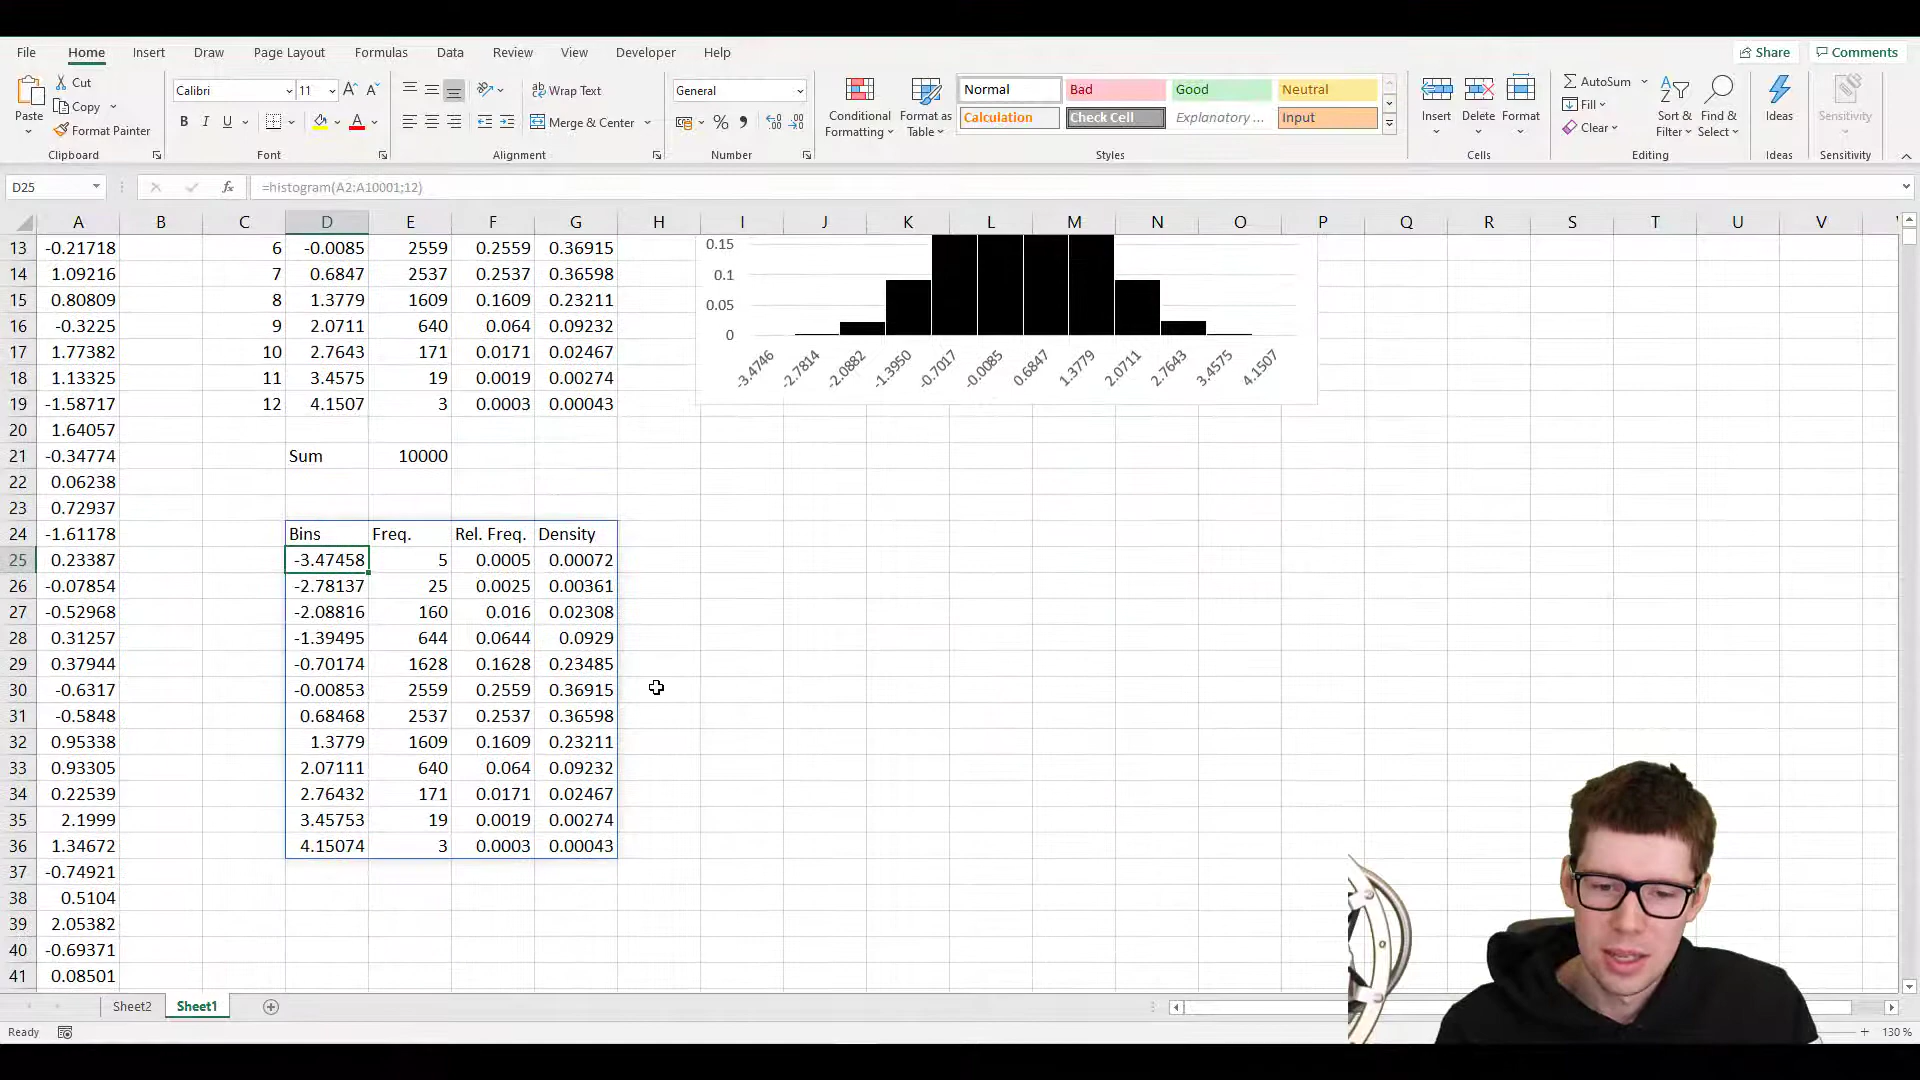 File Home Insert Draw Page Layout Formulas Data Review View Developer Help Share Comments
Cut Calibri 11 Wrap Text General Normal Bad Good Neutral AutoSum
Paste Copy Format Painter B I U Merge & Center Conditional Formatting Format as Table Calculation Check Cell Explanatory ... Input Insert Delete Format Fill Clear Sort & Filter Find & Select Ideas Sensitivity
Clipboard Font Alignment Number Styles Cells Editing Ideas Sensitivity
D25 fx =histogram(A2:A10001;12)
A B C D E F G H I J K L M N O P Q R S T U V
13 -0.21718 6 -0.0085 2559 0.2559 0.36915
14 1.09216 7 0.6847 2537 0.2537 0.36598
15 0.80809 8 1.3779 1609 0.1609 0.23211
16 -0.3225 9 2.0711 640 0.064 0.09232
17 1.77382 10 2.7643 171 0.0171 0.02467
18 1.13325 11 3.4575 19 0.0019 0.00274
19 -1.58717 12 4.1507 3 0.0003 0.00043
20 1.64057
21 -0.34774 Sum 10000
22 0.06238
23 0.72937
24 -1.61178 Bins Freq. Rel. Freq. Density
25 0.23387 -3.47458 5 0.0005 0.00072
26 -0.07854 -2.78137 25 0.0025 0.00361
27 -0.52968 -2.08816 160 0.016 0.02308
28 0.31257 -1.39495 644 0.0644 0.0929
29 0.37944 -0.70174 1628 0.1628 0.23485
30 -0.6317 -0.00853 2559 0.2559 0.36915
31 -0.5848 0.68468 2537 0.2537 0.36598
32 0.95338 1.3779 1609 0.1609 0.23211
33 0.93305 2.07111 640 0.064 0.09232
34 0.22539 2.76432 171 0.0171 0.02467
35 2.1999 3.45753 19 0.0019 0.00274
36 1.34672 4.15074 3 0.0003 0.00043
37 -0.74921
38 0.5104
39 2.05382
40 -0.69371
41 0.08501
0.15
0.1
0.05
0
-3.4746 -2.7814 -2.0882 -1.3950 -0.7017 -0.0085 0.6847 1.3779 2.0711 2.7643 3.4575 4.1507
Sheet2 Sheet1
Ready 130 %